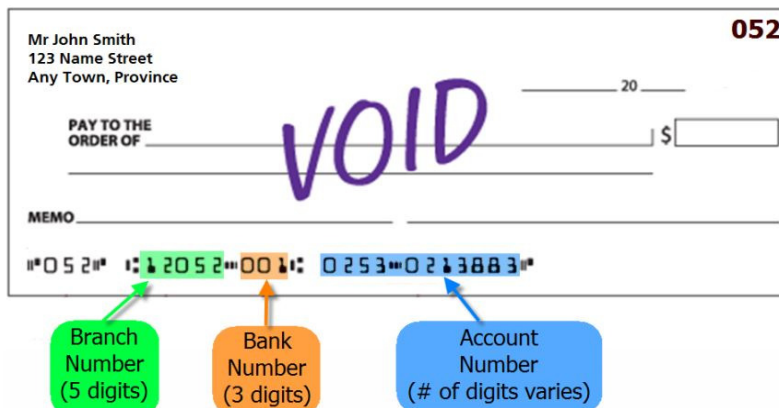 052
Mr John Smith
123 Name Street
Any Town, Province
20
PAY TO THE
ORDER OF
$
VOID
MEMO
⑈052⑈ ⑆12052⑉001⑆ 0253⑉0213883⑈
Branch
Number
(5 digits)
Bank
Number
(3 digits)
Account
Number
(# of digits varies)